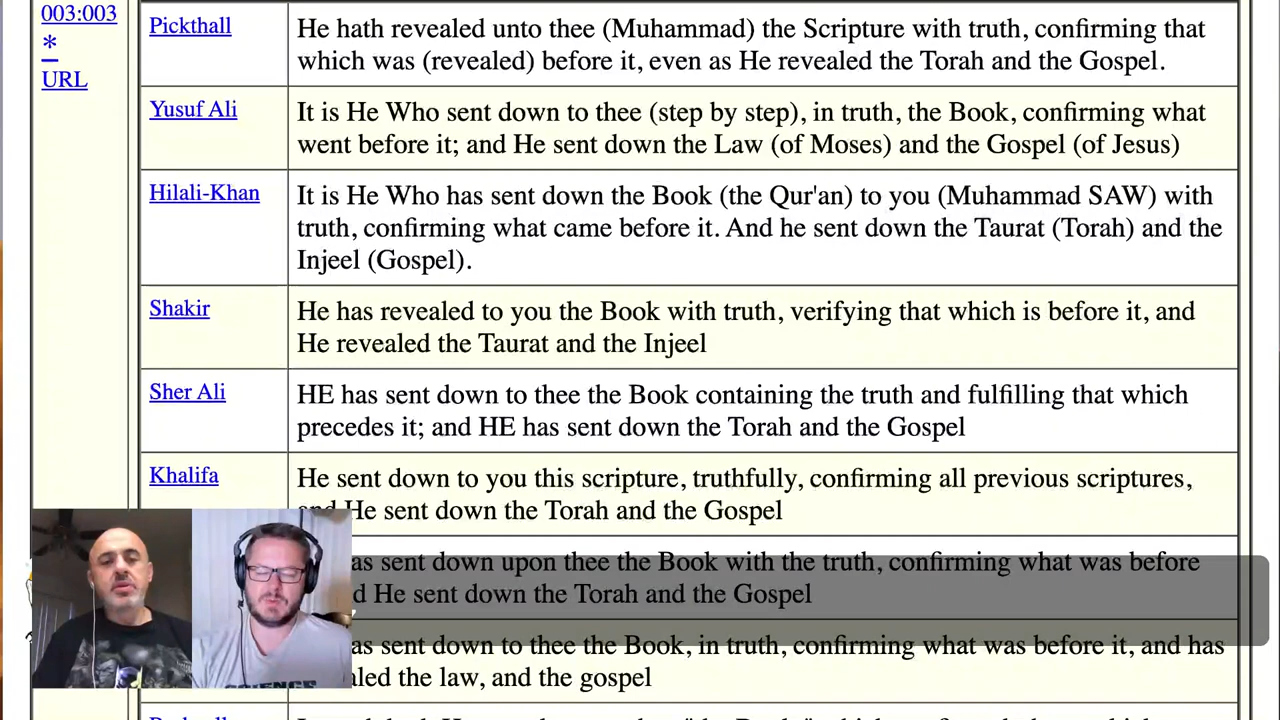 003:003
*
URL
Pickthall
He hath revealed unto thee (Muhammad) the Scripture with truth, confirming that
which was (revealed) before it, even as He revealed the Torah and the Gospel.
Yusuf Ali
It is He Who sent down to thee (step by step), in truth, the Book, confirming what
went before it; and He sent down the Law (of Moses) and the Gospel (of Jesus)
Hilali-Khan
It is He Who has sent down the Book (the Qur'an) to you (Muhammad SAW) with
truth, confirming what came before it. And he sent down the Taurat (Torah) and the
Injeel (Gospel).
Shakir
He has revealed to you the Book with truth, verifying that which is before it, and
He revealed the Taurat and the Injeel
Sher Ali
HE has sent down to thee the Book containing the truth and fulfilling that which
precedes it; and HE has sent down the Torah and the Gospel
Khalifa
He sent down to you this scripture, truthfully, confirming all previous scriptures,
and He sent down the Torah and the Gospel
as sent down upon thee the Book with the truth, confirming what was before
d He sent down the Torah and the Gospel
as sent down to thee the Book, in truth, confirming what was before it, and has
aled the law, and the gospel
SCIENCE